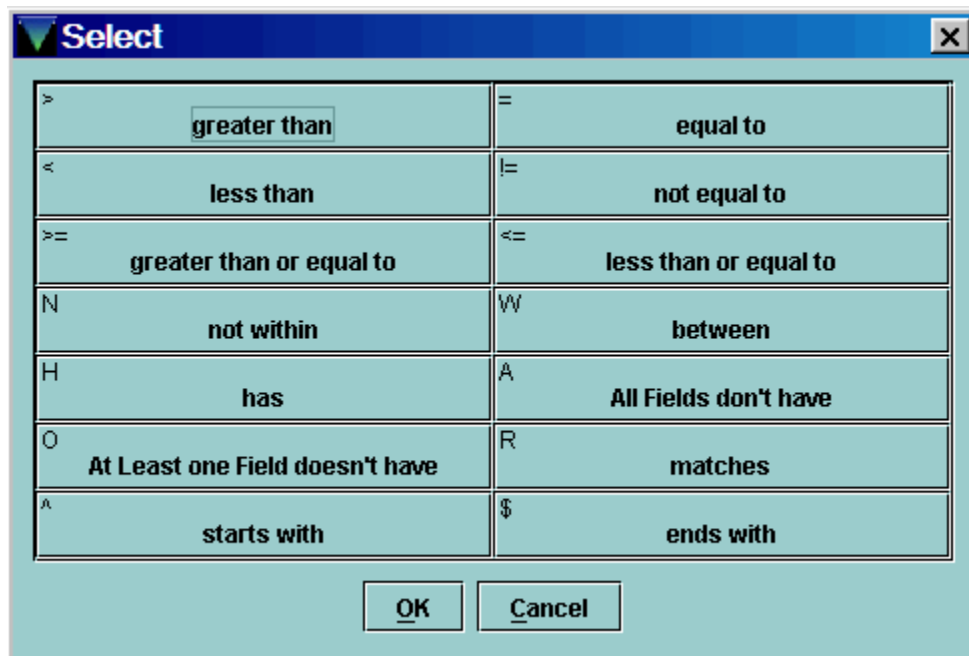 Select
>
greater than
=
equal to
<
less than
!=
not equal to
>=
greater than or equal to
<=
less than or equal to
N
not within
W
between
H
has
A
All Fields don't have
O
At Least one Field doesn't have
R
matches
^
starts with
$
ends with
OK
Cancel